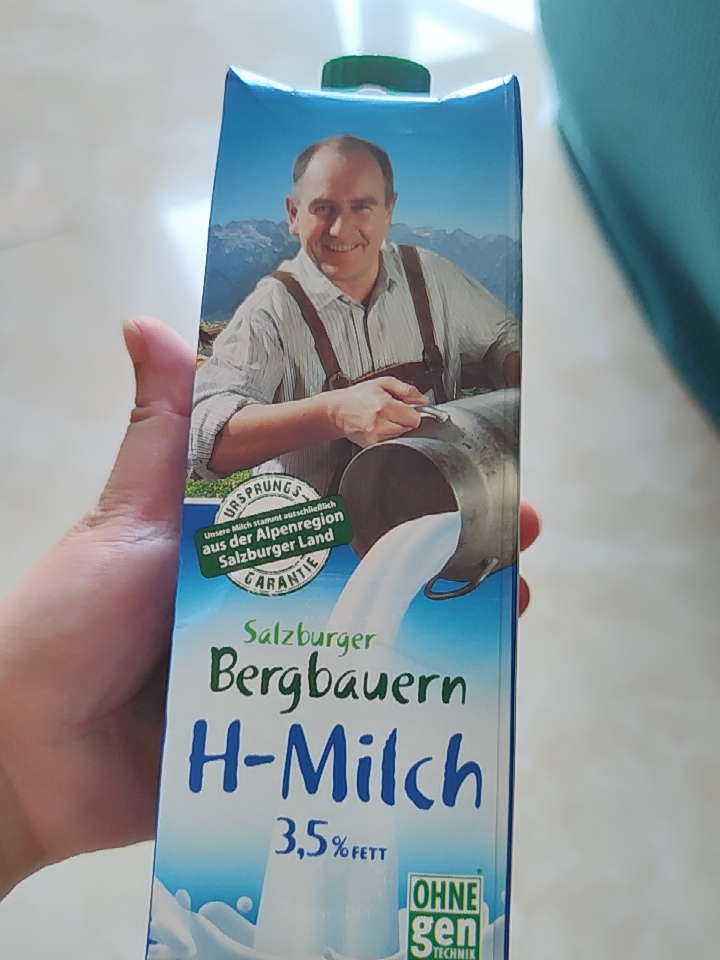 URSPRUNGS
Unsere Milch stammt ausschließlich
aus der Alpenregion
Salzburger Land
GARANTIE
Salzburger
Bergbauern
H-Milch
3,5% FETT
OHNE
gen
TECHNIK